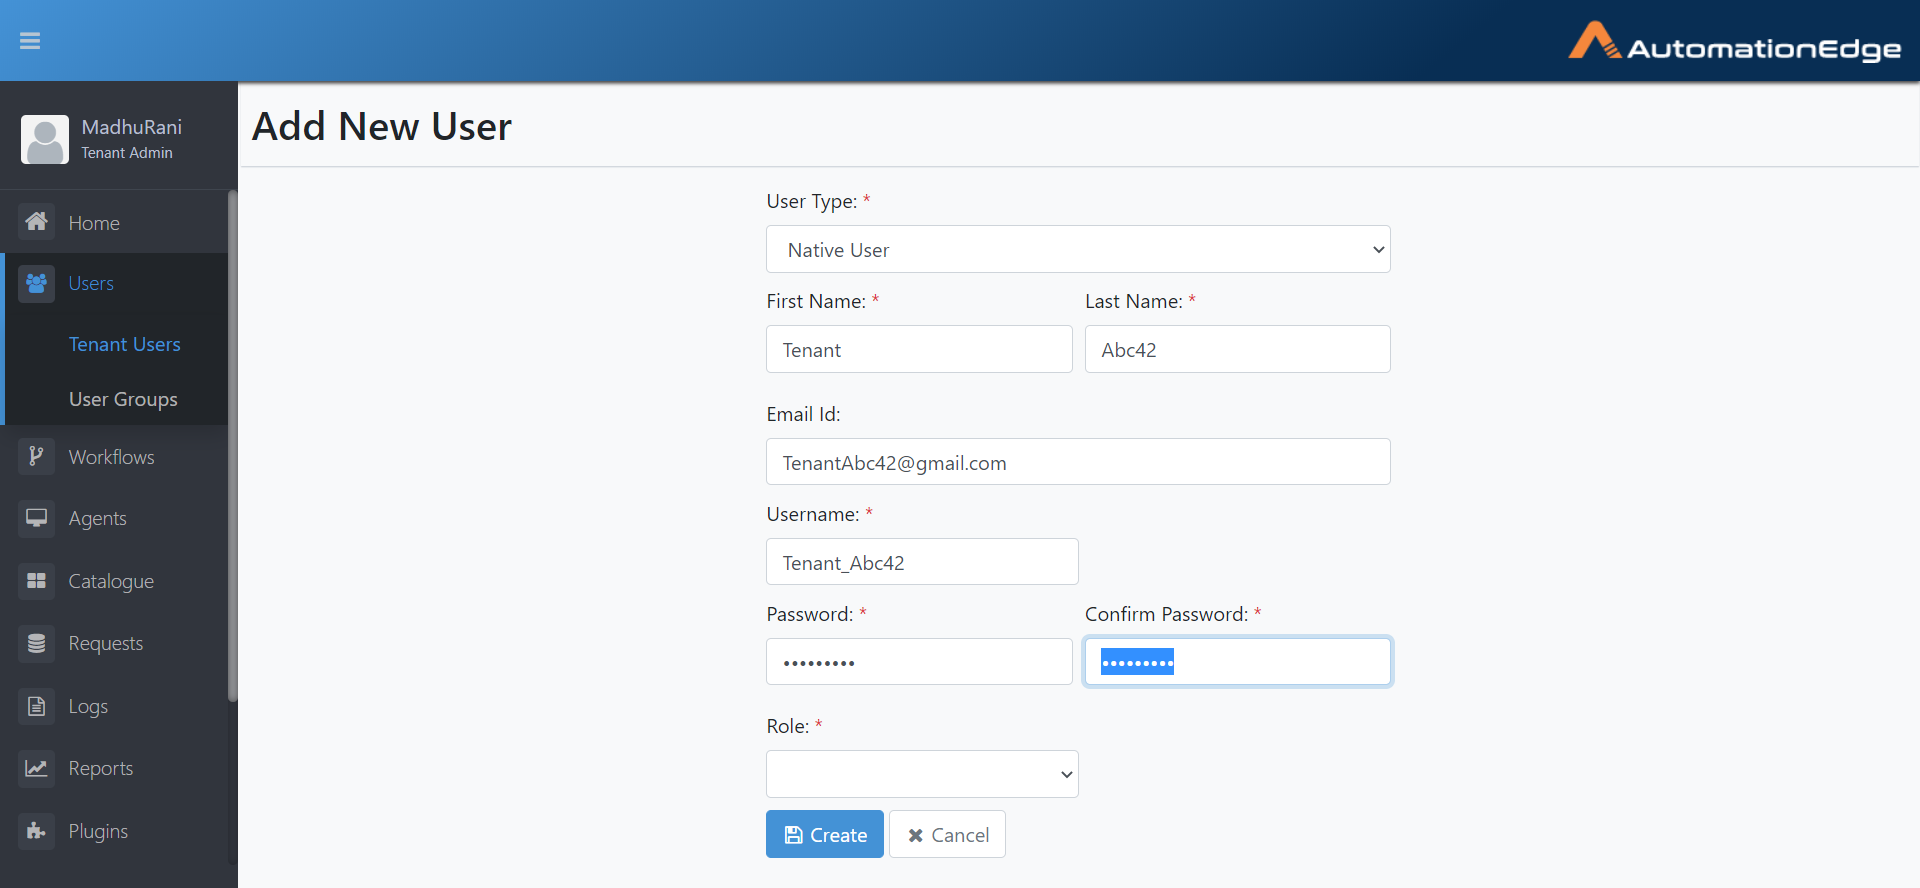 AutomationEdge
MadhuRani
Tenant Admin
Home
Users
Tenant Users
User Groups
Workflows
Agents
Catalogue
Requests
Logs
Reports
Plugins
Add New User
User Type: *
Native User
First Name: * Last Name: *
Tenant Abc42
Email Id:
TenantAbc42@gmail.com
Username: *
Tenant_Abc42
Password: * Confirm Password: *
••••••••• •••••••••
Role: *
Create Cancel